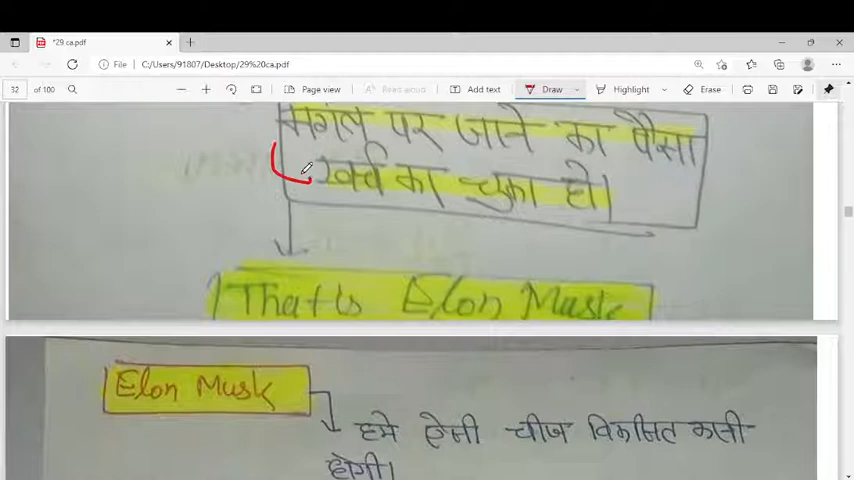 *29 ca.pdf
File C:/Users/91807/Desktop/29%20ca.pdf
32 of 100 Page view Read aloud Add text Draw Highlight Erase
मंगल पर जाने का पैसा
खर्च का चुका हो।
That's Elon Musk
Elon Musk
हमे ऐसी चीज विकसित करनी
होगी।